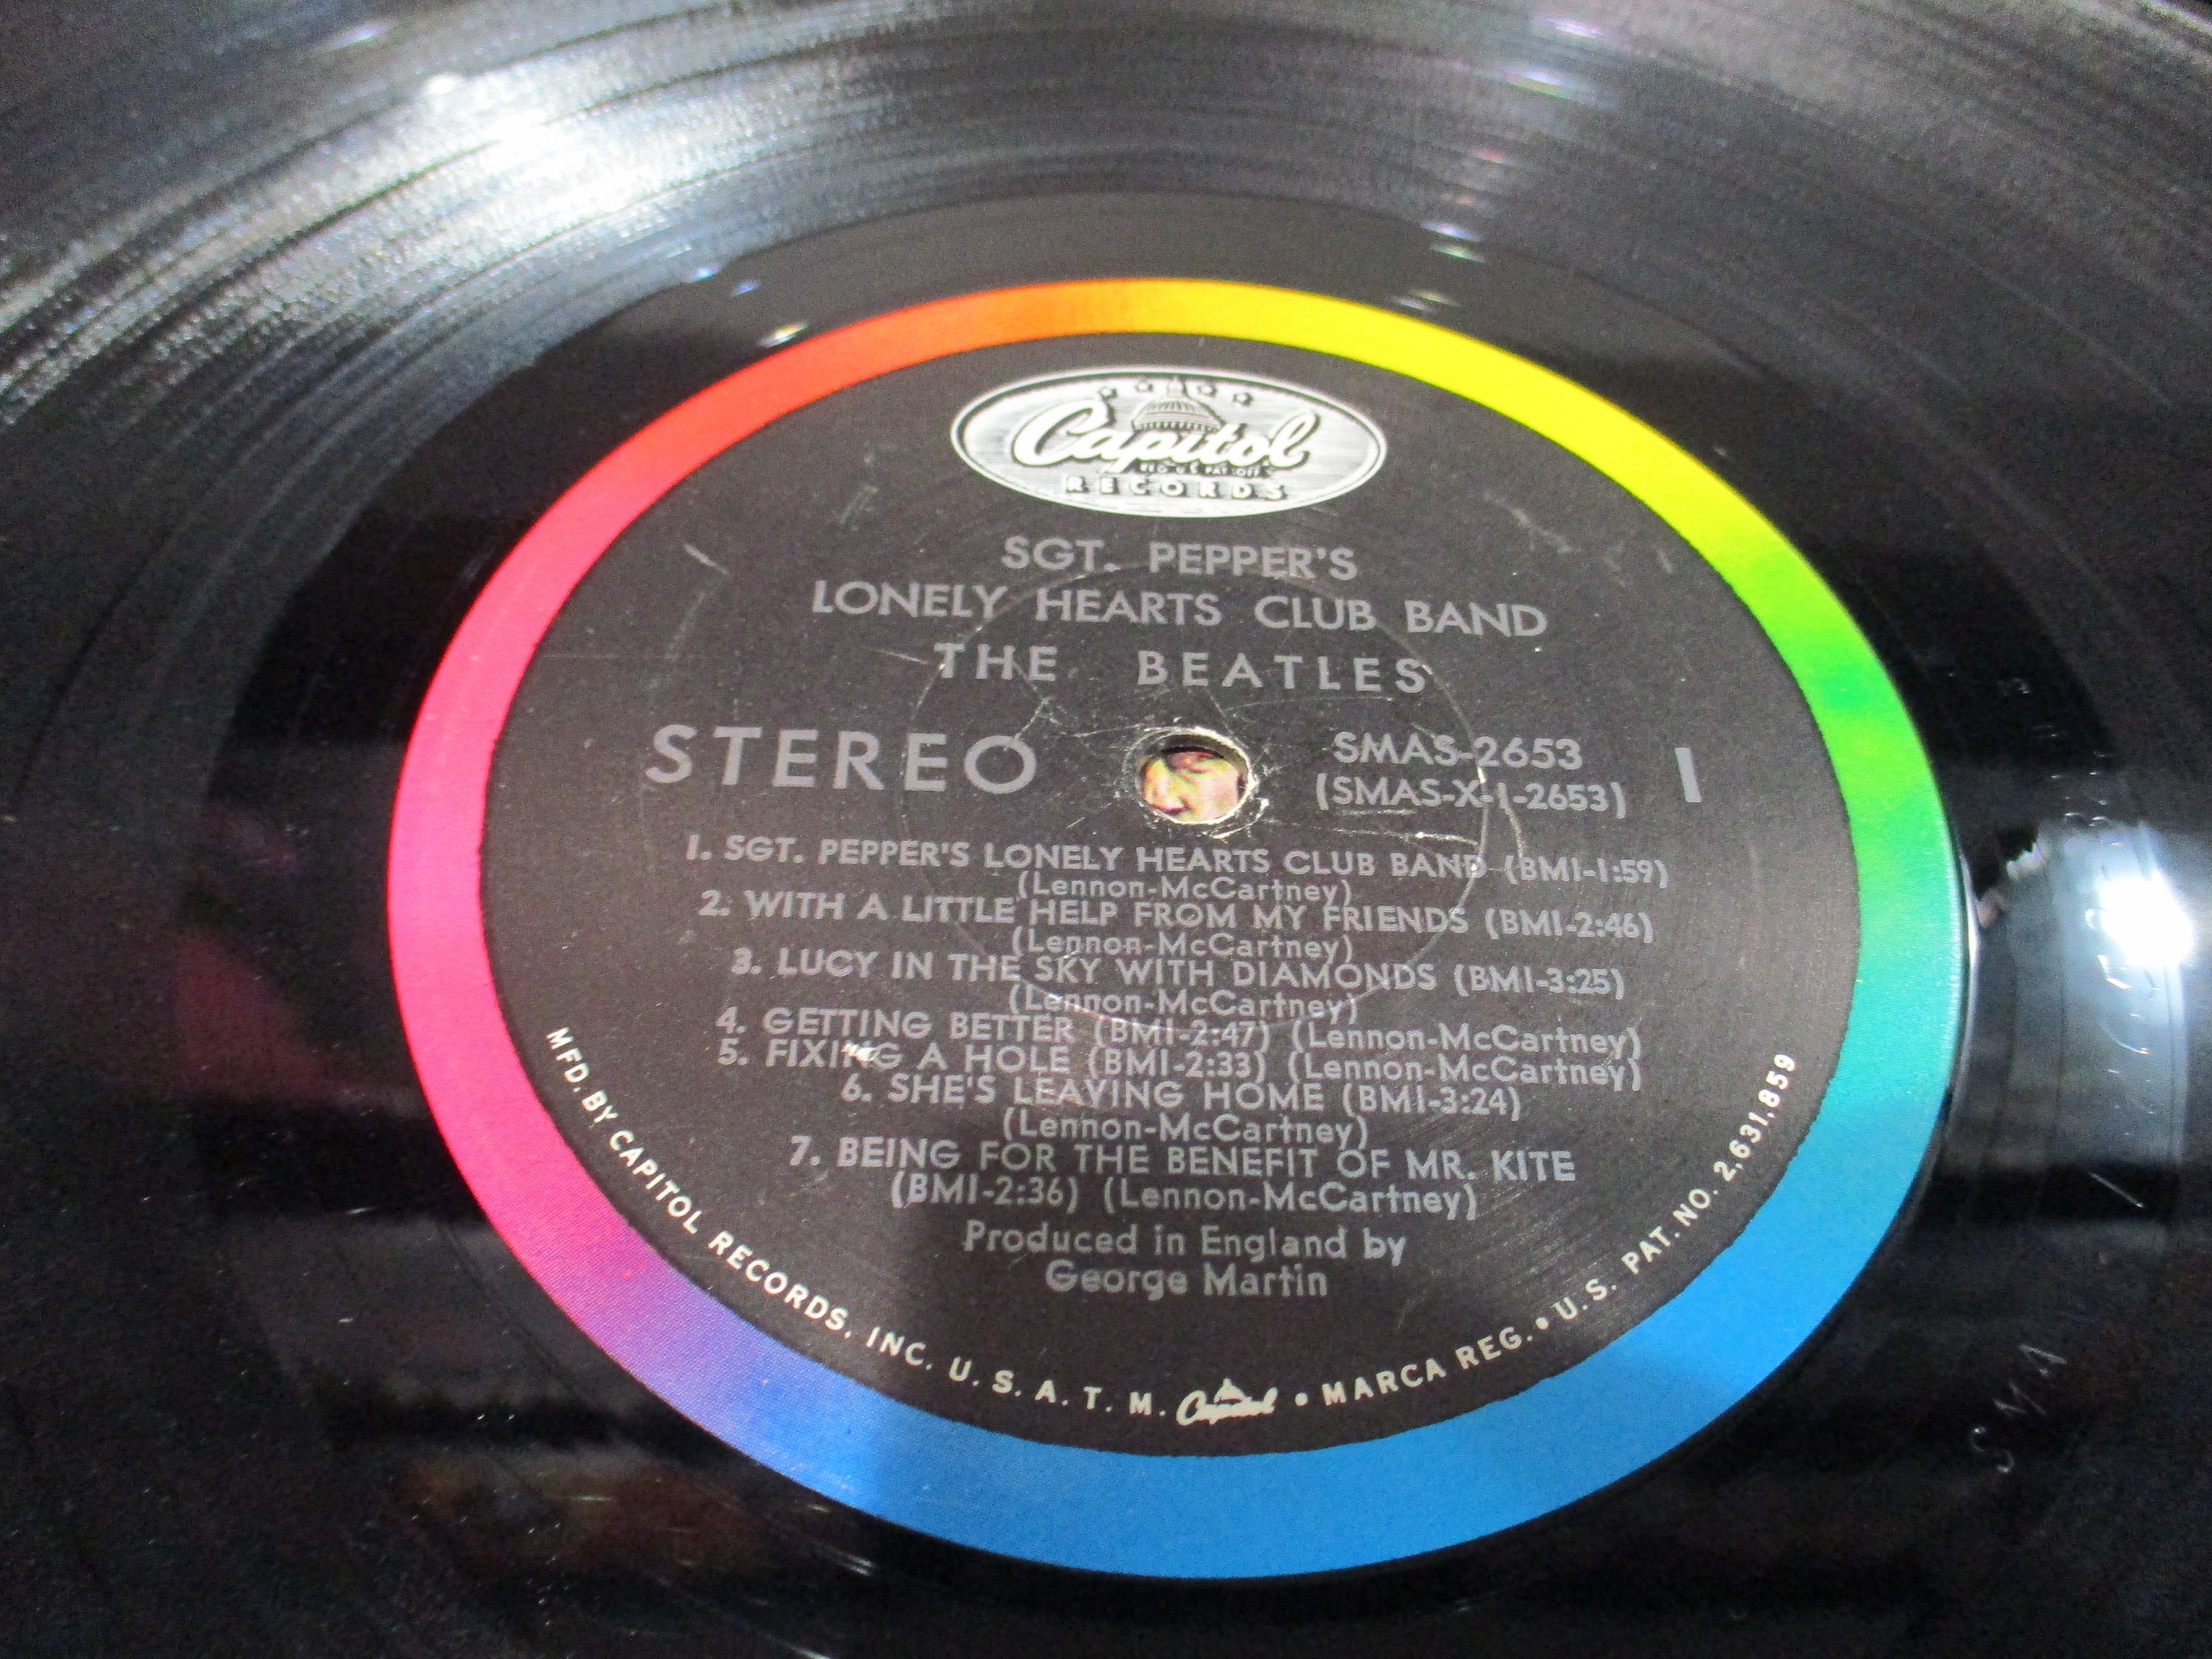 Capitol
REG. U.S. PAT. OFF.
RECORDS
SGT. PEPPER'S
LONELY HEARTS CLUB BAND
THE BEATLES
STEREO
SMAS-2653
(SMAS-X-1-2653)
1
1. SGT. PEPPER'S LONELY HEARTS CLUB BAND (BMI-1:59)
(Lennon-McCartney)
2. WITH A LITTLE HELP FROM MY FRIENDS (BMI-2:46)
(Lennon-McCartney)
3. LUCY IN THE SKY WITH DIAMONDS (BMI-3:25)
(Lennon-McCartney)
4. GETTING BETTER (BMI-2:47) (Lennon-McCartney)
5. FIXING A HOLE (BMI-2:33) (Lennon-McCartney)
6. SHE'S LEAVING HOME (BMI-3:24)
(Lennon-McCartney)
7. BEING FOR THE BENEFIT OF MR. KITE
(BMI-2:36) (Lennon-McCartney)
Produced in England by
George Martin
MFD. BY CAPITOL RECORDS, INC. U. S. A. T. M. Capitol • MARCA REG. • U. S. PAT. NO. 2,631,859
SMA